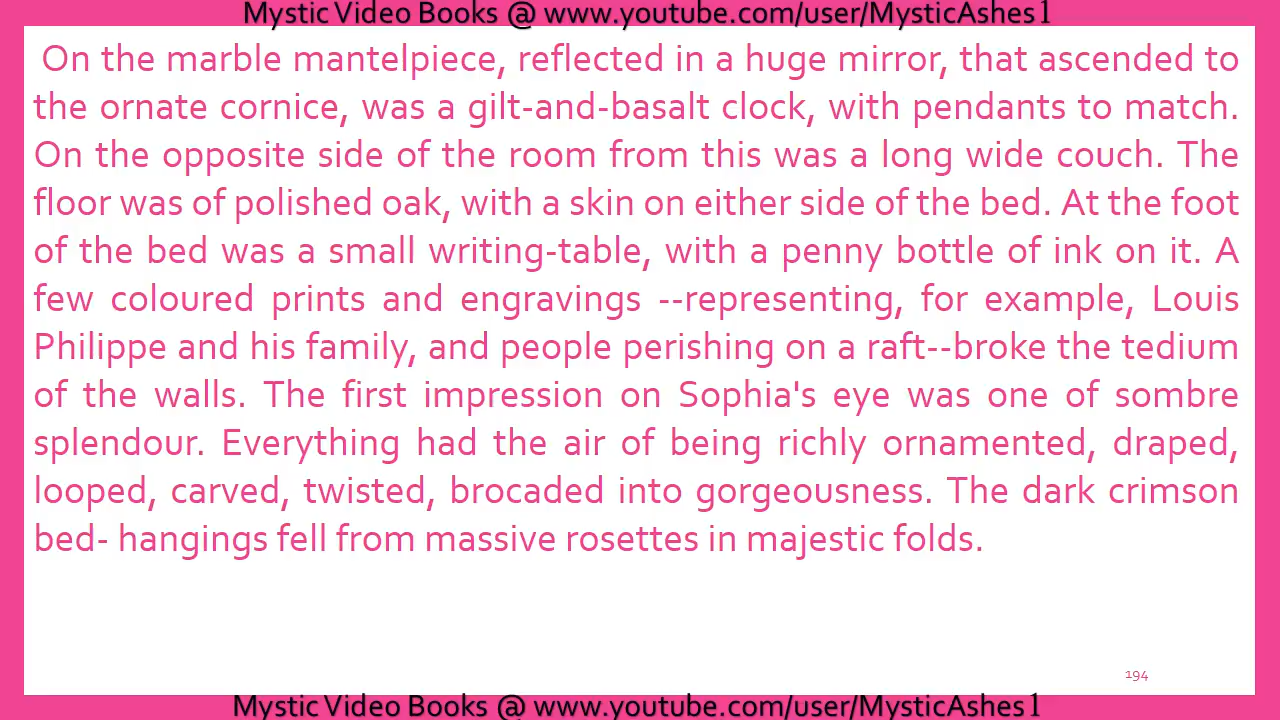 Mystic Video Books @ www.youtube.com/user/MysticAshes1
On the marble mantelpiece, reflected in a huge mirror, that ascended to
the ornate cornice, was a gilt-and-basalt clock, with pendants to match.
On the opposite side of the room from this was a long wide couch. The
floor was of polished oak, with a skin on either side of the bed. At the foot
of the bed was a small writing-table, with a penny bottle of ink on it. A
few coloured prints and engravings --representing, for example, Louis
Philippe and his family, and people perishing on a raft--broke the tedium
of the walls. The first impression on Sophia's eye was one of sombre
splendour. Everything had the air of being richly ornamented, draped,
looped, carved, twisted, brocaded into gorgeousness. The dark crimson
bed- hangings fell from massive rosettes in majestic folds.
194
Mystic Video Books @ www.youtube.com/user/MysticAshes1